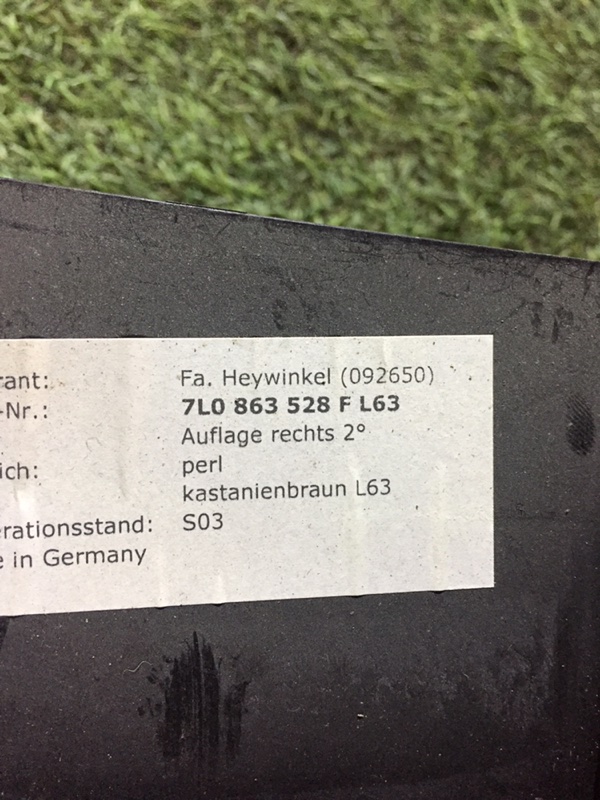 rant: Fa. Heywinkel (092650)
-Nr.: 7L0 863 528 F L63
Auflage rechts 2°
ich: perl
kastanienbraun L63
erationsstand: S03
e in Germany